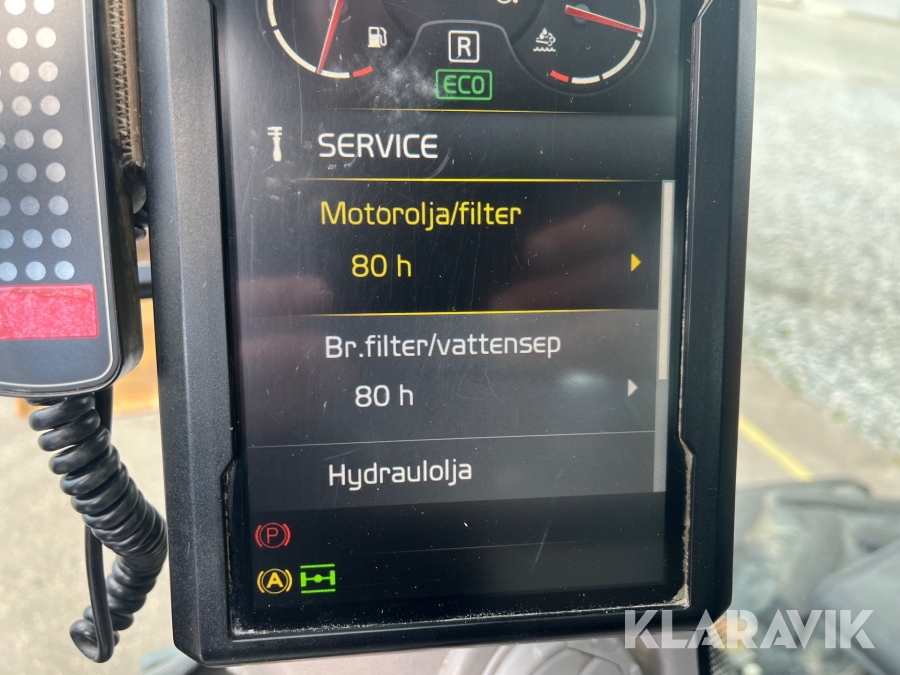 R
ECO
SERVICE
Motorolja/filter
80 h
Br.filter/vattensep
80 h
Hydraulolja
P
A
KLARAVIK